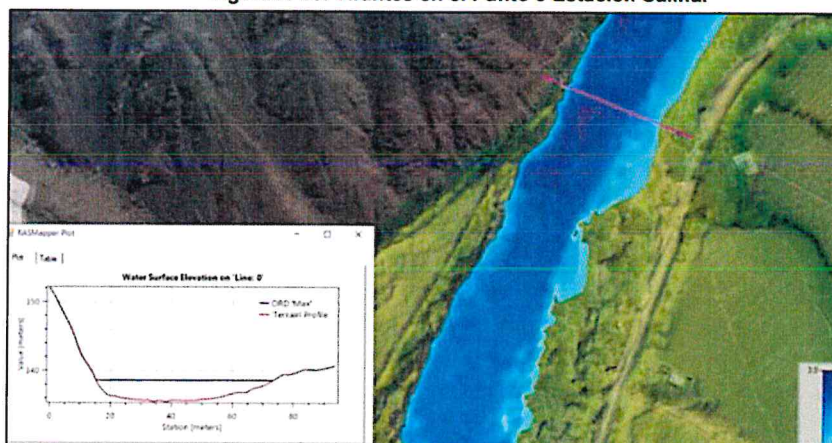 RASMapper Plot
Plot Table
Water Surface Elevation on 'Line: 0'
'Max'
Terrain Profile
Value [meters]
150
140
0 20 40 60 80
Station [meters]